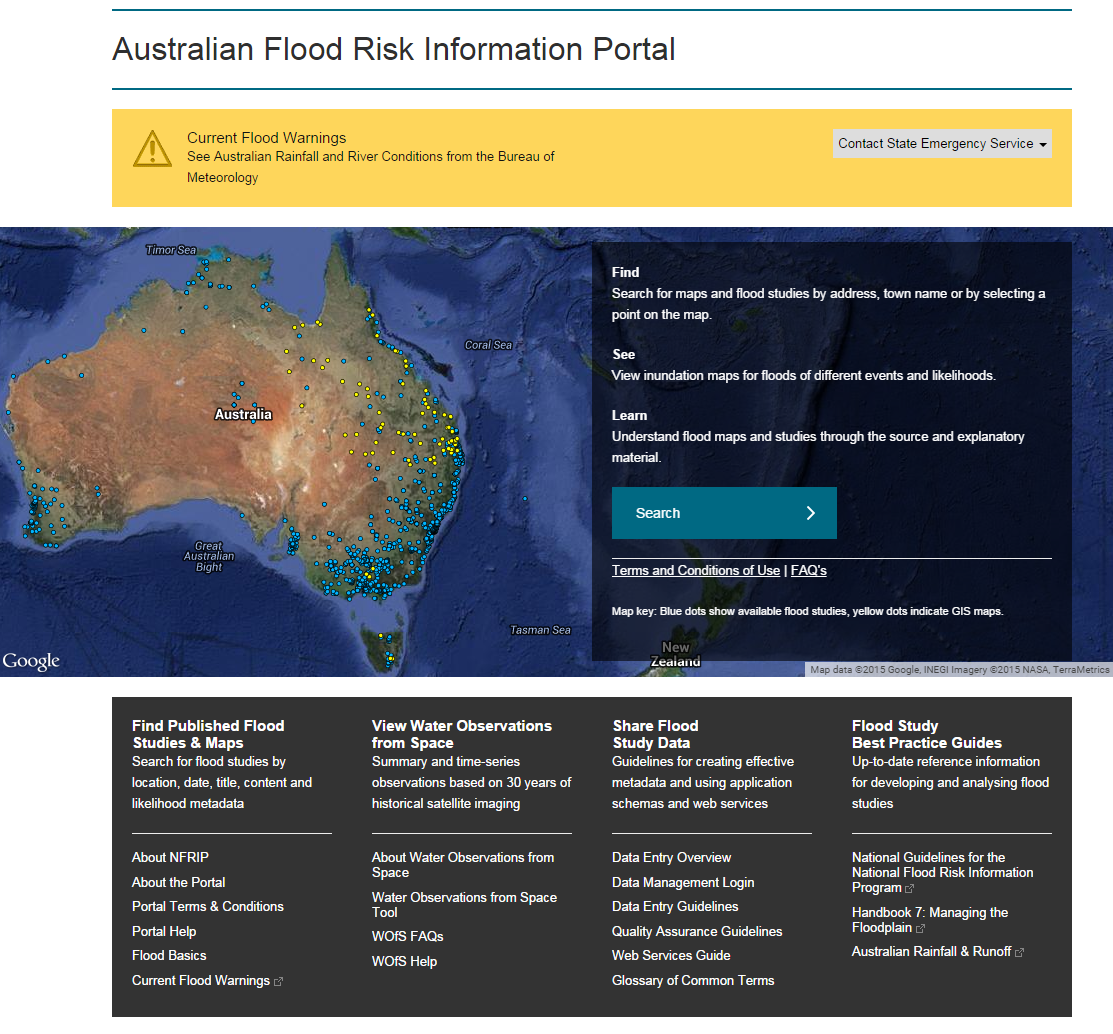 Australian Flood Risk Information Portal
Current Flood Warnings
See Australian Rainfall and River Conditions from the Bureau of
Meteorology
Contact State Emergency Service
Timor Sea
Coral Sea
Australia
Great
Australian
Bight
Tasman Sea
New
Zealand
Google
Find
Search for maps and flood studies by address, town name or by selecting a
point on the map.
See
View inundation maps for floods of different events and likelihoods.
Learn
Understand flood maps and studies through the source and explanatory
material.
Search
Terms and Conditions of Use | FAQ's
Map key: Blue dots show available flood studies, yellow dots indicate GIS maps.
Map data ©2015 Google, INEGI Imagery ©2015 NASA, TerraMetrics
Find Published Flood
Studies & Maps
Search for flood studies by
location, date, title, content and
likelihood metadata
About NFRIP
About the Portal
Portal Terms & Conditions
Portal Help
Flood Basics
Current Flood Warnings
View Water Observations
from Space
Summary and time-series
observations based on 30 years of
historical satellite imaging
About Water Observations from
Space
Water Observations from Space
Tool
WOfS FAQs
WOfS Help
Share Flood
Study Data
Guidelines for creating effective
metadata and using application
schemas and web services
Data Entry Overview
Data Management Login
Data Entry Guidelines
Quality Assurance Guidelines
Web Services Guide
Glossary of Common Terms
Flood Study
Best Practice Guides
Up-to-date reference information
for developing and analysing flood
studies
National Guidelines for the
National Flood Risk Information
Program
Handbook 7: Managing the
Floodplain
Australian Rainfall & Runoff